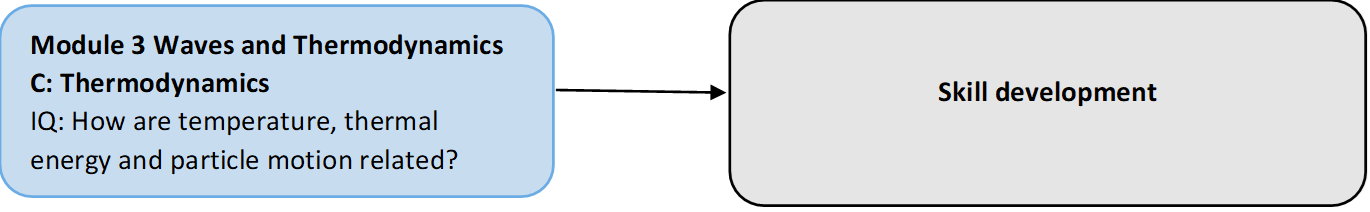 Module 3 Waves and Thermodynamics
C: Thermodynamics
IQ: How are temperature, thermal
energy and particle motion related?
Skill development